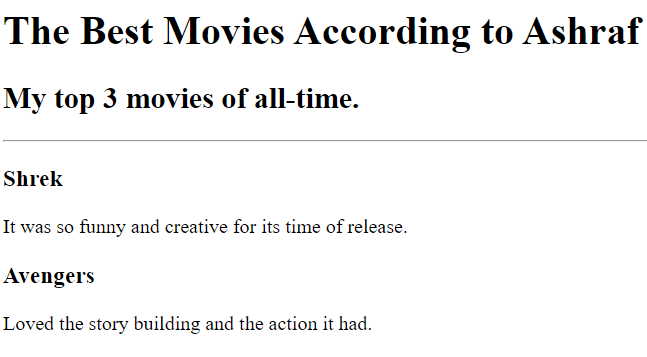 The Best Movies According to Ashraf
My top 3 movies of all-time.
Shrek
It was so funny and creative for its time of release.
Avengers
Loved the story building and the action it had.